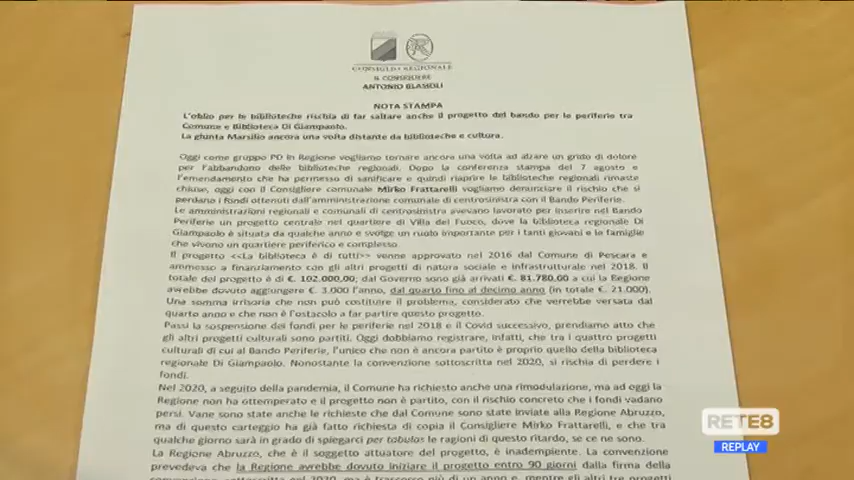 CONSIGLIO REGIONALE
IL CONSIGLIERE
ANTONIO BLASIOLI
NOTA STAMPA
L'oblio per le biblioteche rischia di far saltare anche il progetto del bando per le periferie tra
Comune e Biblioteca Di Giampaolo.
La giunta Marsilio ancora una volta distante da biblioteche e cultura.
Oggi come gruppo PD in Regione vogliamo tornare ancora una volta ad alzare un grido di dolore
per l'abbandono delle biblioteche regionali. Dopo la conferenza stampa del 7 agosto e
l'emendamento che ha permesso di sanificare e quindi riaprire le biblioteche regionali rimaste
chiuse, oggi con il Consigliere comunale Mirko Frattarelli vogliamo denunciare il rischio che si
perdano i fondi ottenuti dall'amministrazione comunale di centrosinistra con il Bando Periferie.
Le amministrazioni regionali e comunali di centrosinistra avevano lavorato per inserire nel Bando
Periferie un progetto centrale nel quartiere di Villa del Fuoco, dove la biblioteca regionale Di
Giampaolo è situata da qualche anno e svolge un ruolo importante per i tanti giovani e le famiglie
che vivono un quartiere periferico e complesso.
Il progetto <<La biblioteca è di tutti>> venne approvato nel 2016 dal Comune di Pescara e
ammesso a finanziamento con gli altri progetti di natura sociale e infrastrutturale nel 2018. Il
totale del progetto è di €. 102.000,00; dal Governo sono già arrivati €. 81.780,00 a cui la Regione
avrebbe dovuto aggiungere €. 3.000 l'anno, dal quarto fino al decimo anno (in totale €. 21.000).
Una somma irrisoria che non può costituire il problema, considerato che verrebbe versata dal
quarto anno e che non è l'ostacolo a far partire questo progetto.
Passi la sospensione dei fondi per le periferie nel 2018 e il Covid successivo, prendiamo atto che
gli altri progetti culturali sono partiti. Oggi dobbiamo registrare, infatti, che tra i quattro progetti
culturali di cui al Bando Periferie, l'unico che non è ancora partito è proprio quello della biblioteca
regionale Di Giampaolo. Nonostante la convenzione sottoscritta nel 2020, si rischia di perdere i
fondi.
Nel 2020, a seguito della pandemia, il Comune ha richiesto anche una rimodulazione, ma ad oggi la
Regione non ha ottemperato e il progetto non è partito, con il rischio concreto che i fondi vadano
persi. Vane sono state anche le richieste che dal Comune sono state inviate alla Regione Abruzzo,
ma di questo carteggio ha già fatto richiesta di copia il Consigliere Mirko Frattarelli, e che tra
qualche giorno sarà in grado di spiegarci per tabulas le ragioni di questo ritardo, se ce ne sono.
La Regione Abruzzo, che è il soggetto attuatore del progetto, è inadempiente. La convenzione
prevedeva che la Regione avrebbe dovuto iniziare il progetto entro 90 giorni dalla firma della
convenzione, sottoscritta nel 2020, ma è trascorso più di un anno e, mentre gli altri tre progetti
RETE8
REPLAY